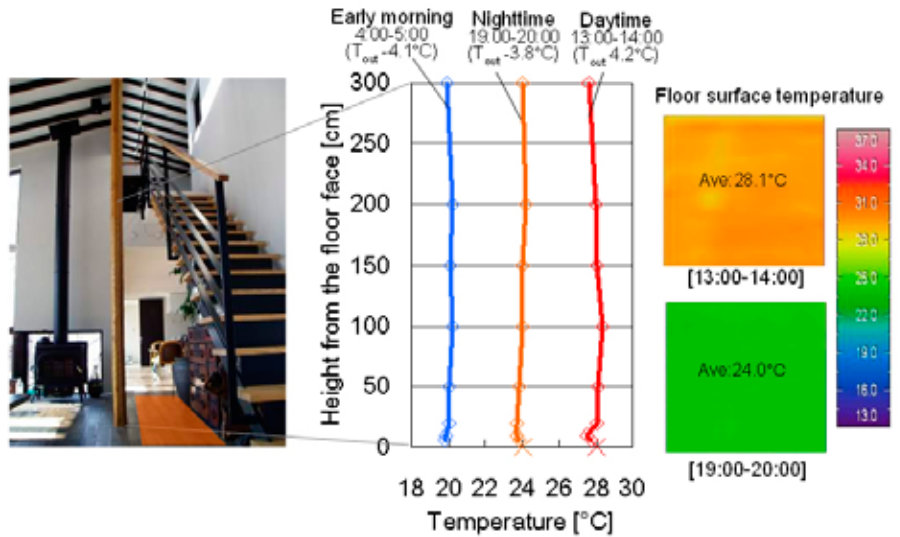 Early morning
4:00-5:00
(Tout -4.1°C)
Nighttime
19:00-20:00
(Tout -3.8°C)
Daytime
13:00-14:00
(Tout 4.2°C)
Height from the floor face [cm]
300
250
200
150
100
50
0
18 20 22 24 26 28 30
Temperature [°C]
Floor surface temperature
Ave:28.1°C
[13:00-14:00]
Ave:24.0°C
[19:00-20:00]
37.0
34.0
31.0
28.0
25.0
22.0
19.0
16.0
13.0